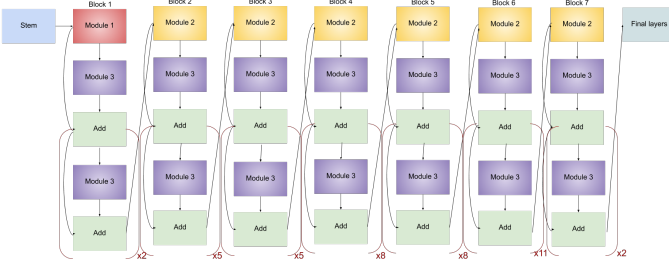 Block 1
Block 2
Block 3
Block 4
Block 5
Block 6
Block 7
Stem
Module 1
Module 2
Module 2
Module 2
Module 2
Module 2
Module 2
Final layers
Module 3
Module 3
Module 3
Module 3
Module 3
Module 3
Module 3
Add
Add
Add
Add
Add
Add
Add
Module 3
Module 3
Module 3
Module 3
Module 3
Module 3
Module 3
Add
Add
Add
Add
Add
Add
Add
x2
x5
x5
x8
x8
x11
x2